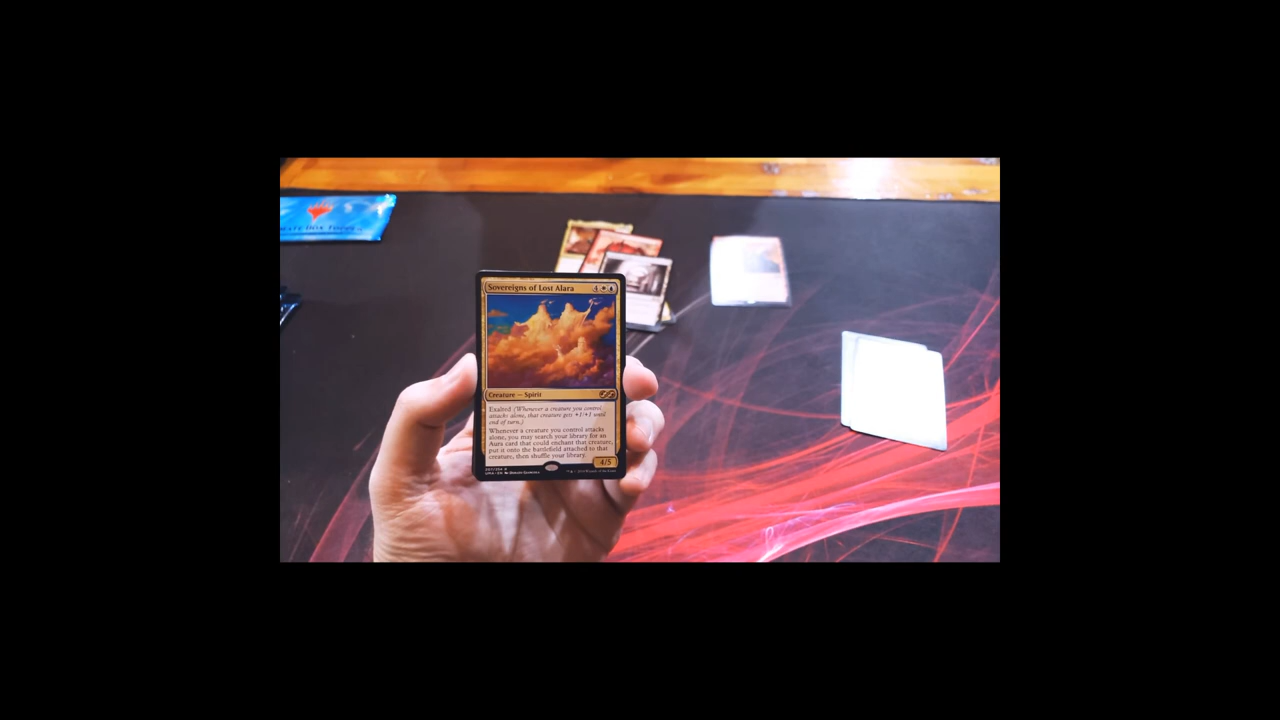 Sovereigns of Lost Alara 4
Creature — Spirit
Exalted (Whenever a creature you control
attacks alone, that creature gets +1/+1 until
end of turn.)
Whenever a creature you control attacks
alone, you may search your library for an
Aura card that could enchant that creature,
put it onto the battlefield attached to that
creature, then shuffle your library.
4/5